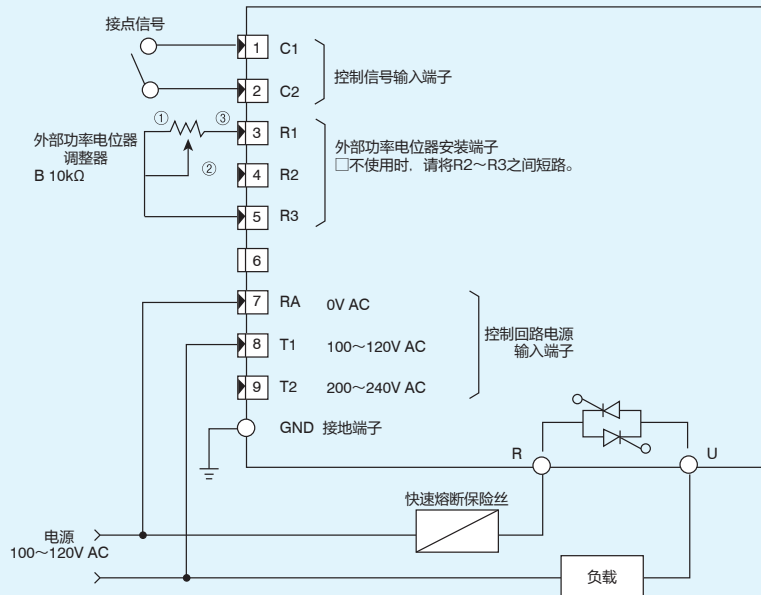 接点信号
1 C1
2 C2
控制信号输入端子
① ③
外部功率电位器
调整器
B 10kΩ
②
3 R1
4 R2
5 R3
外部功率电位器安装端子
□不使用时，请将R2～R3之间短路。
6
7 RA 0V AC
8 T1 100～120V AC
9 T2 200～240V AC
控制回路电源
输入端子
GND 接地端子
R
U
快速熔断保险丝
电源
100～120V AC
负载